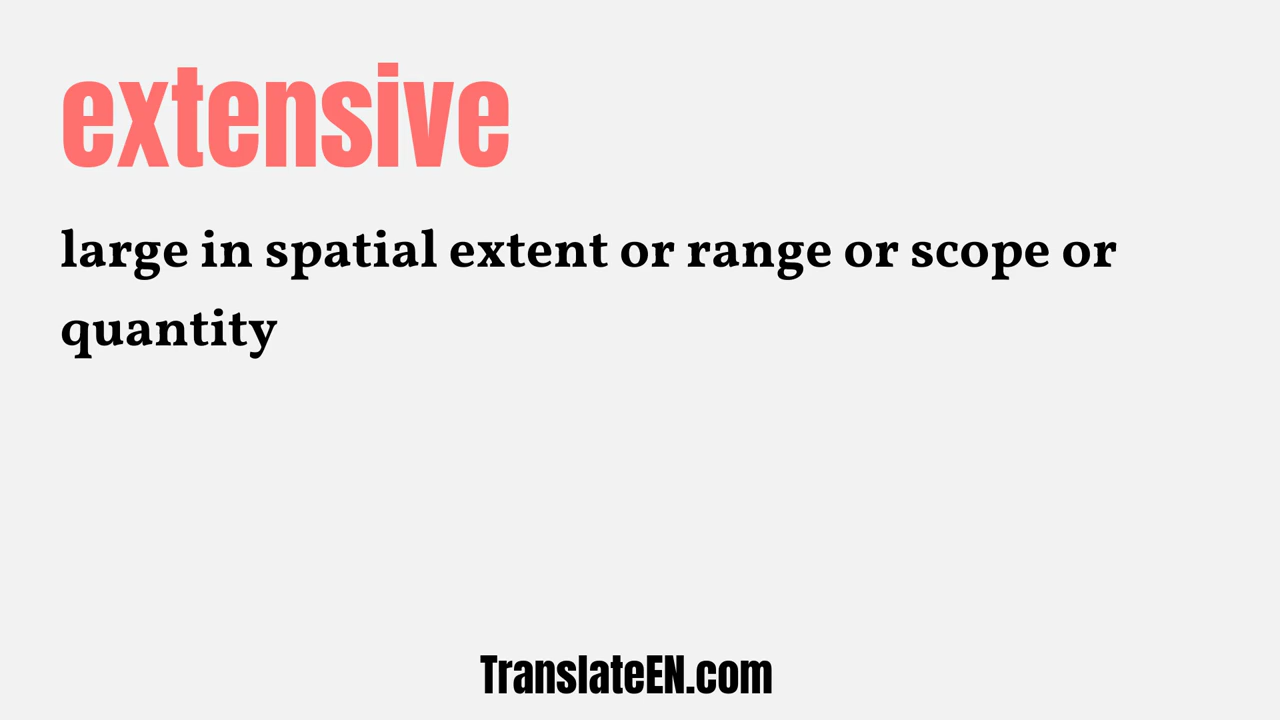 extensive
large in spatial extent or range or scope or
quantity
TranslateEN.com